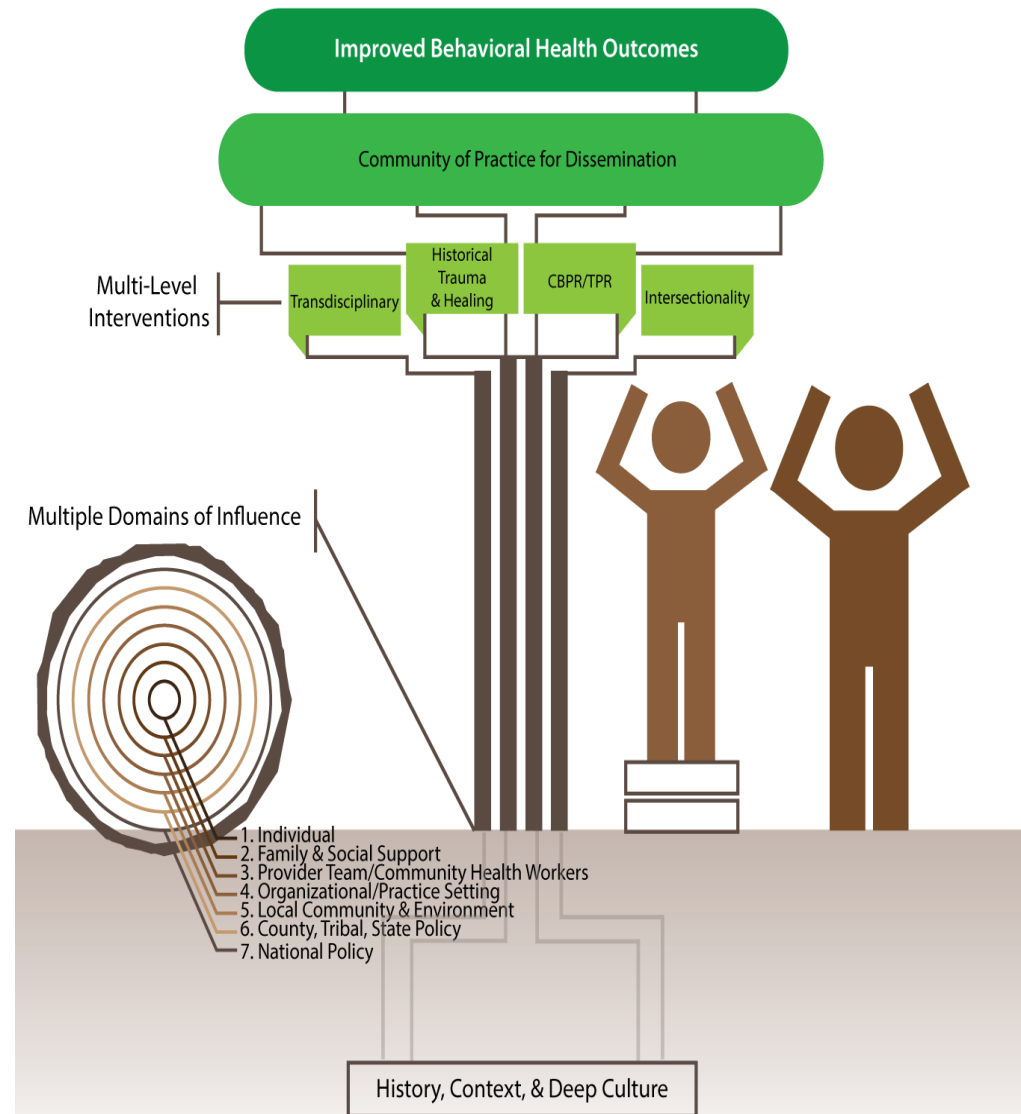 Improved Behavioral Health Outcomes
Community of Practice for Dissemination
Multi-Level
Interventions
Transdisciplinary
Historical
Trauma
& Healing
CBPR/TPR
Intersectionality
Multiple Domains of Influence
1. Individual
2. Family & Social Support
3. Provider Team/Community Health Workers
4. Organizational/Practice Setting
5. Local Community & Environment
6. County, Tribal, State Policy
7. National Policy
History, Context, & Deep Culture